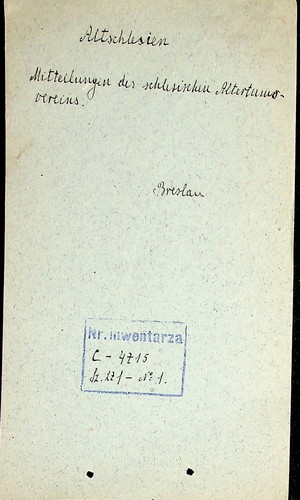 Altschlesien
Mitteilungen des schlesischen Altertums-
vereins.
Breslau
Nr. inwentarza
C - 4715